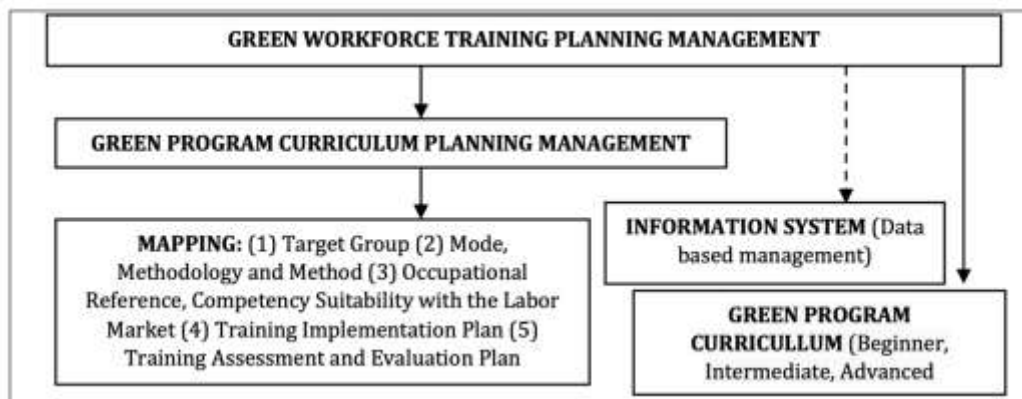 GREEN WORKFORCE TRAINING PLANNING MANAGEMENT
GREEN PROGRAM CURRICULUM PLANNING MANAGEMENT
MAPPING: (1) Target Group (2) Mode,
Methodology and Method (3) Occupational
Reference, Competency Suitability with the Labor
Market (4) Training Implementation Plan (5)
Training Assessment and Evaluation Plan
INFORMATION SYSTEM (Data
based management)
GREEN PROGRAM
CURRICULLUM (Beginner,
Intermediate, Advanced